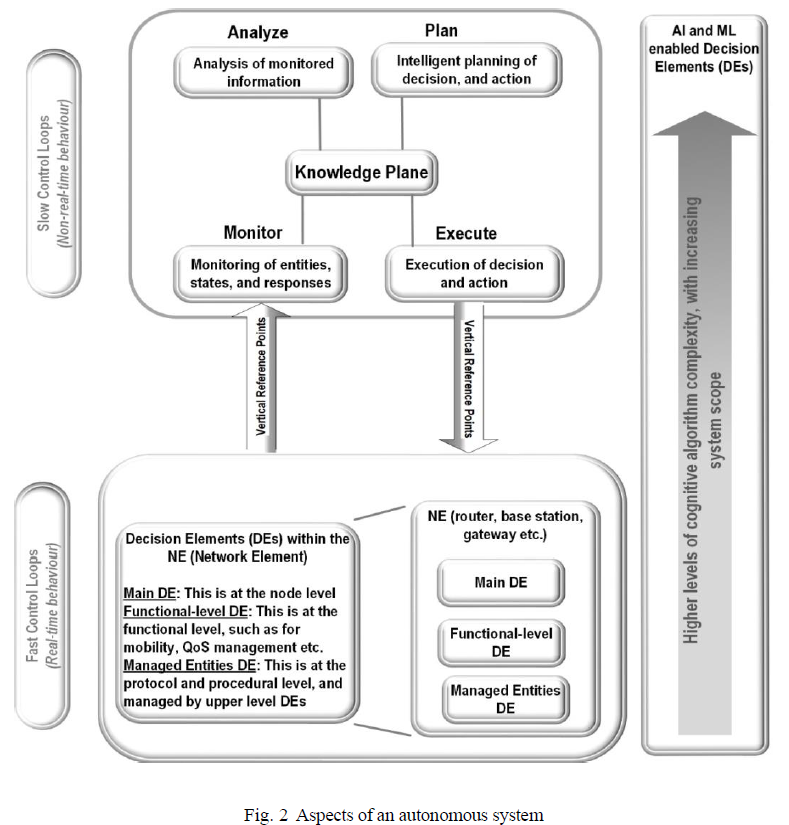 Analyze
Analysis of monitored
information
Plan
Intelligent planning of
decision, and action
Knowledge Plane
Monitor
Monitoring of entities,
states, and responses
Execute
Execution of decision
and action
Slow Control Loops
(Non-real-time behaviour)
Vertical Reference Points
Vertical Reference Points
Fast Control Loops
(Real-time behaviour)
Decision Elements (DEs) within the
NE (Network Element)
Main DE: This is at the node level
Functional-level DE: This is at the
functional level, such as for
mobility, QoS management etc.
Managed Entities DE: This is at the
protocol and procedural level, and
managed by upper level DEs
NE (router, base station,
gateway etc.)
Main DE
Functional-level
DE
Managed Entities
DE
AI and ML
enabled Decision
Elements (DEs)
Higher levels of cognitive algorithm complexity, with increasing
system scope
Fig. 2 Aspects of an autonomous system